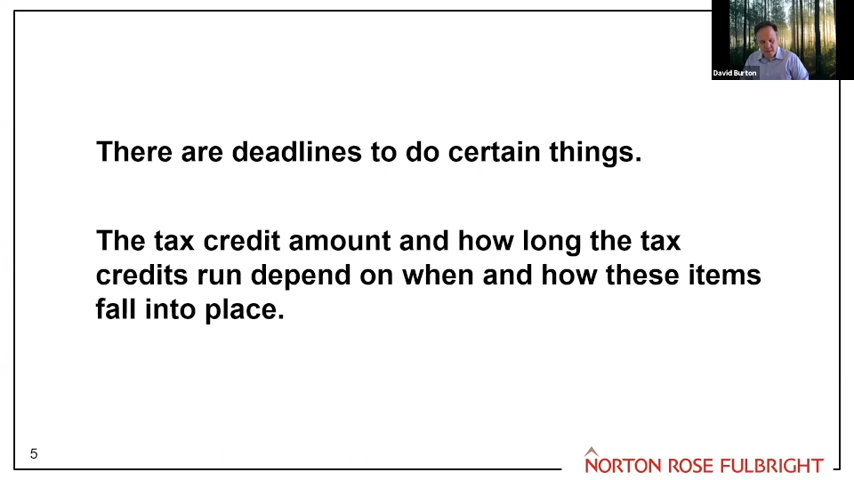 David Burton
There are deadlines to do certain things.
The tax credit amount and how long the tax
credits run depend on when and how these items
fall into place.
5
NORTON ROSE FULBRIGHT